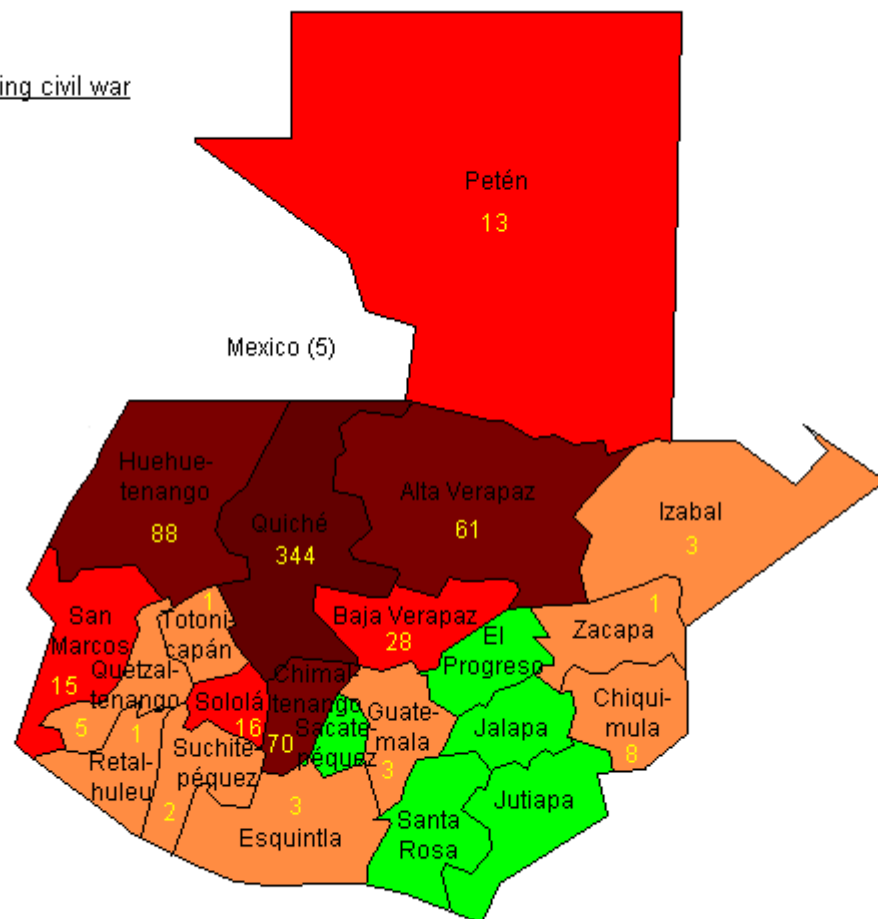 ing civil war
Petén
13
Mexico (5)
Huehue-
tenango
88
Quiché
344
Alta Verapaz
61
Izabal
3
San
Marcos
15
1
Totoni-
capán
Baja Verapaz
28
El
Progreso
1
Zacapa
Quetzal-
tenango
5
Sololá
16
Chimal-
tenango
70
Sacate-
péquez
Guate-
mala
3
Jalapa
Chiqui-
mula
8
1
Retal-
huleu
Suchite-
péquez
2
3
Esquintla
Santa
Rosa
Jutiapa